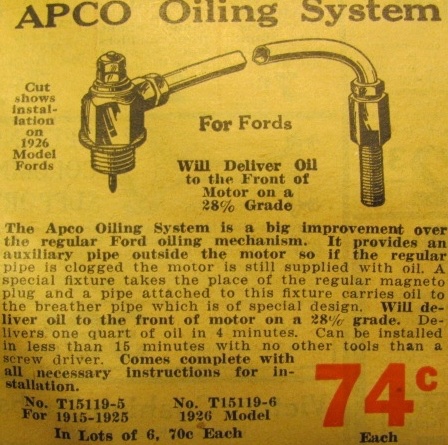 APCO Oiling System
Cut
shows
instal-
lation
on
1926
Model
Fords
For Fords
Will Deliver Oil
to the Front of
Motor on a
28% Grade
The Apco Oiling System is a big improvement over
the regular Ford oiling mechanism. It provides an
auxiliary pipe outside the motor so if the regular
pipe is clogged the motor is still supplied with oil. A
special fixture takes the place of the regular magneto
plug and a pipe attached to this fixture carries oil to
the breather pipe which is of special design. Will de-
liver oil to the front of motor on a 28% grade. De-
livers one quart of oil in 4 minutes. Can be installed
in less than 15 minutes with no other tools than a
screw driver. Comes complete with
all necessary instructions for in-
stallation.
No. T15119-5 No. T15119-6
For 1915-1925 1926 Model
In Lots of 6, 70c Each
74c
Each